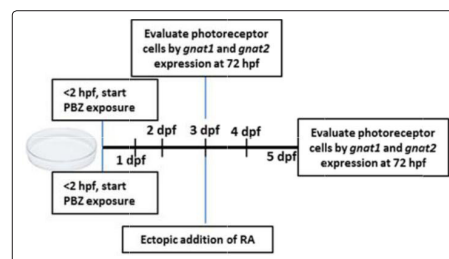 Evaluate photoreceptor
cells by gnat1 and gnat2
expression at 72 hpf
<2 hpf, start
PBZ exposure
2 dpf
3 dpf
4 dpf
1 dpf
5 dpf
Evaluate photoreceptor
cells by gnat1 and gnat2
expression at 72 hpf
<2 hpf, start
PBZ exposure
Ectopic addition of RA